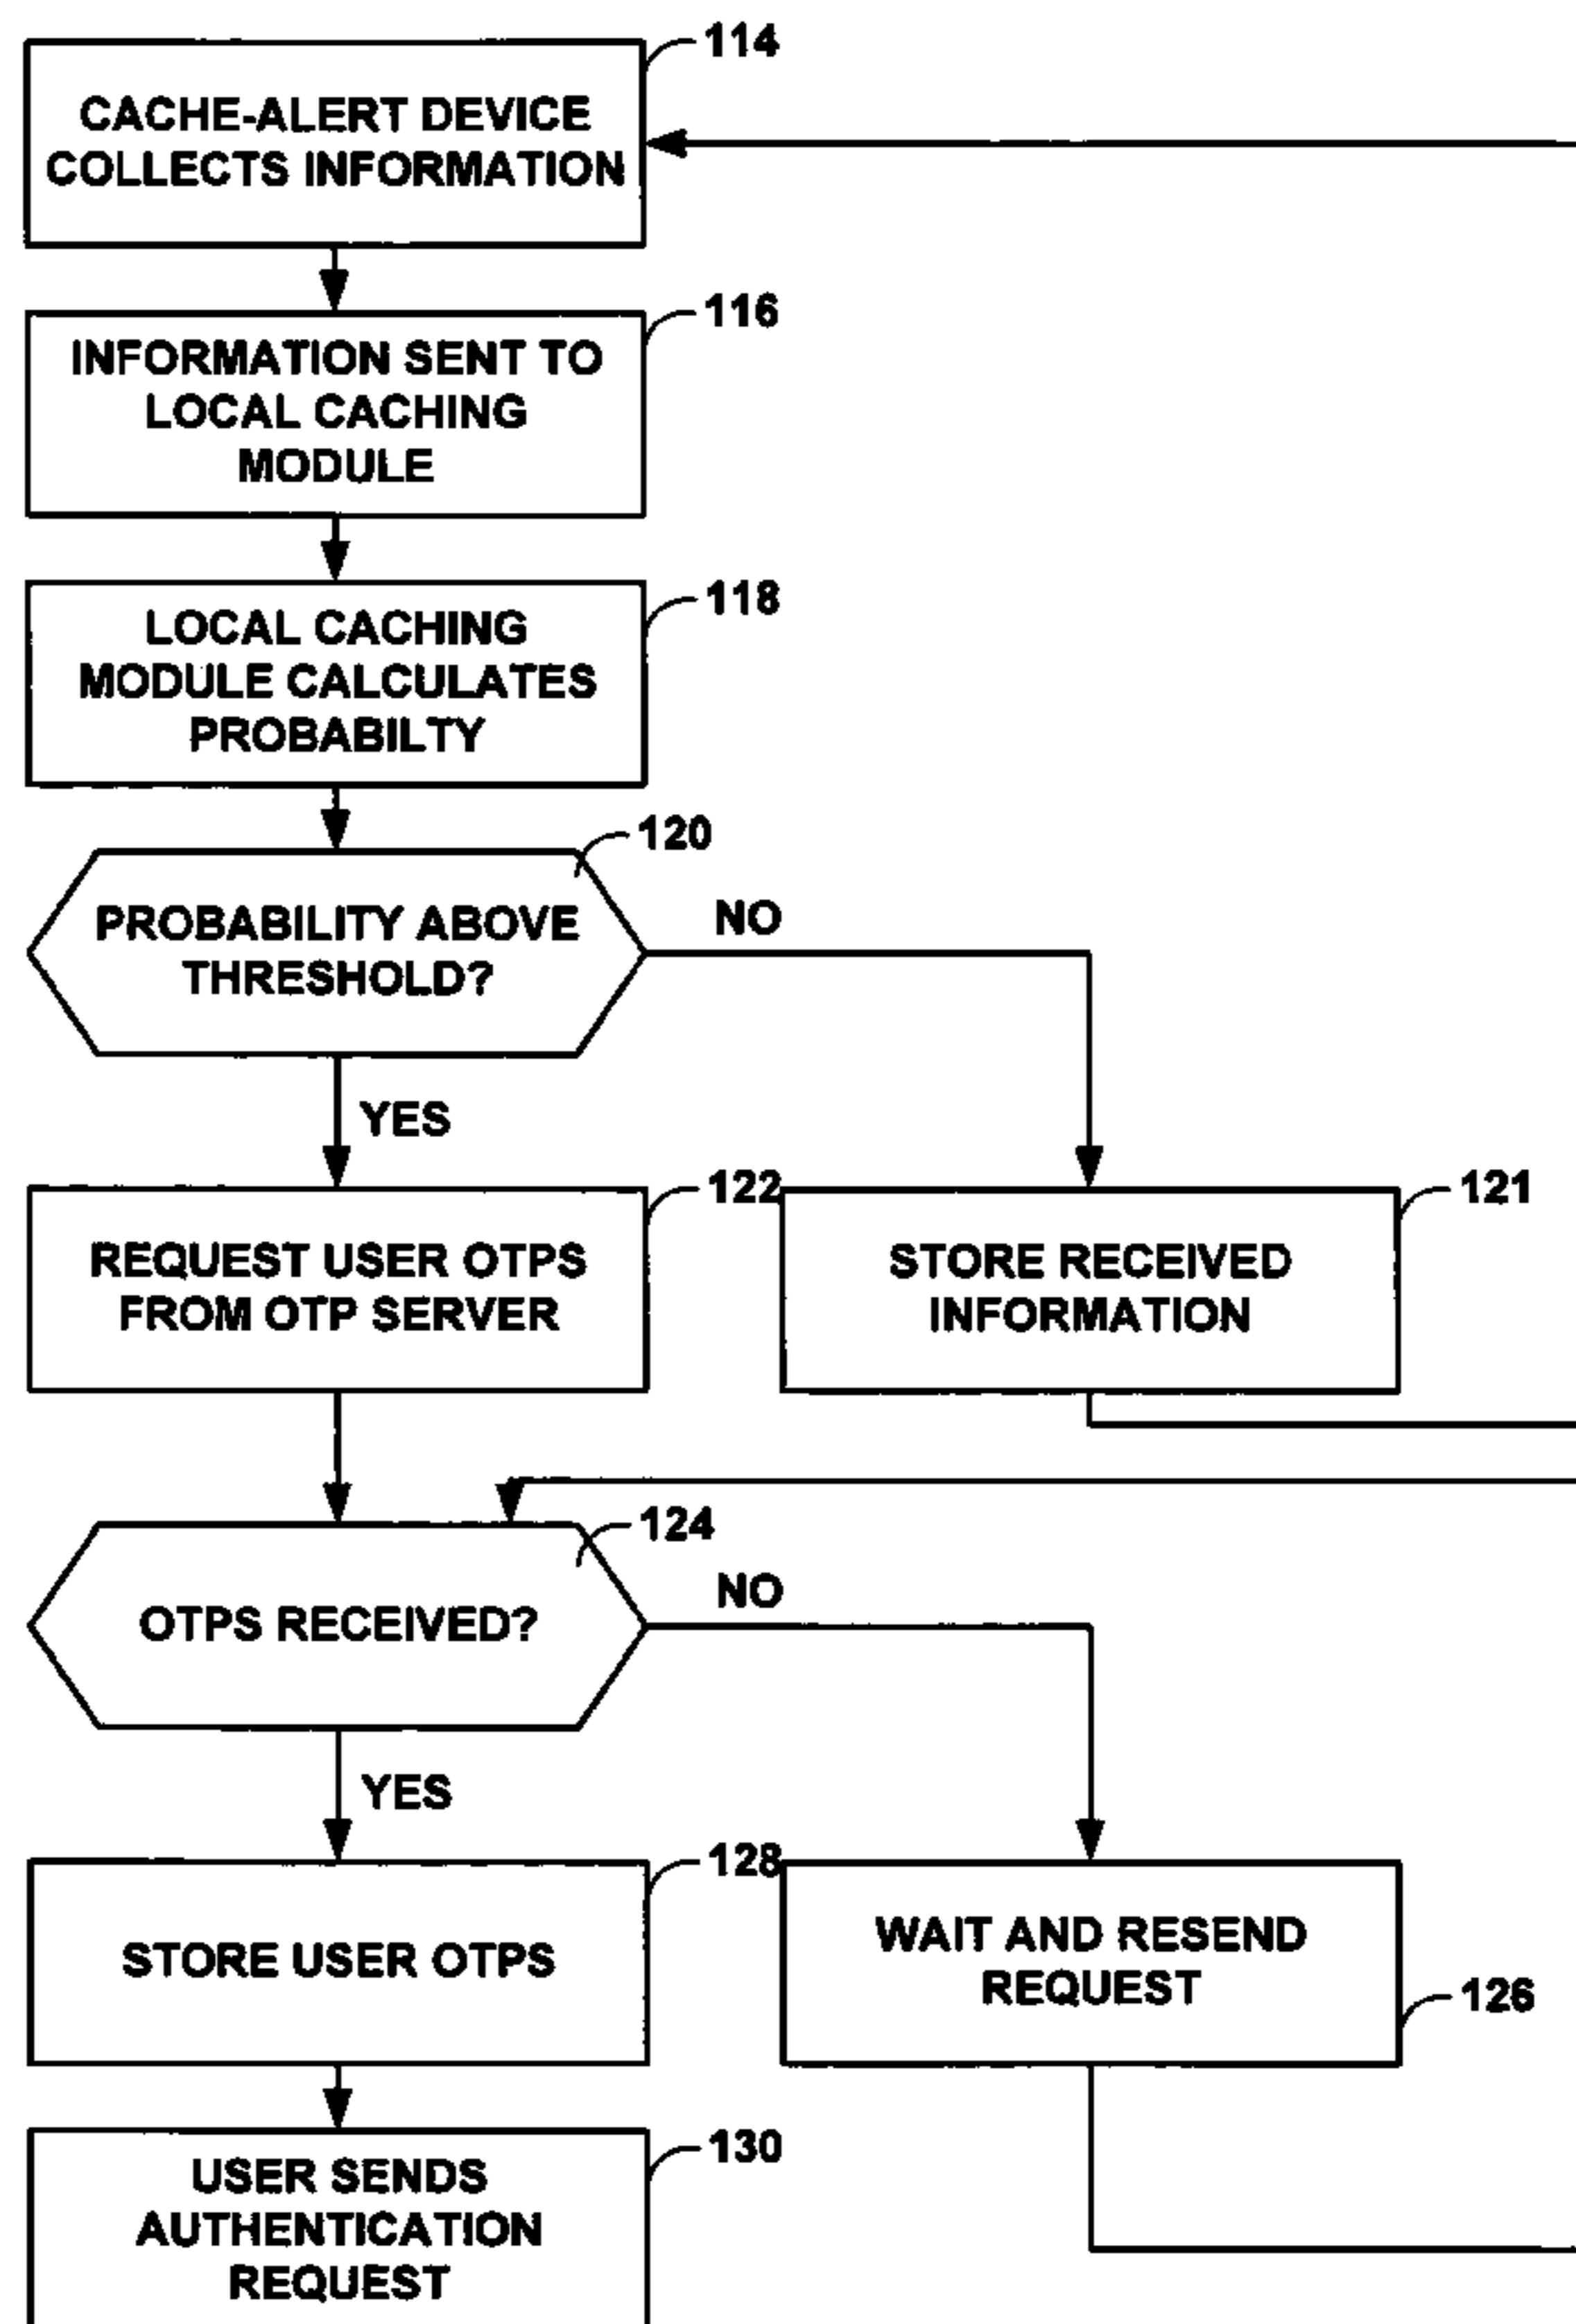 114
CACHE-ALERT DEVICE
COLLECTS INFORMATION
116
INFORMATION SENT TO
LOCAL CACHING
MODULE
118
LOCAL CACHING
MODULE CALCULATES
PROBABILTY
120
PROBABILITY ABOVE
THRESHOLD?
NO
YES
122
REQUEST USER OTPS
FROM OTP SERVER
121
STORE RECEIVED
INFORMATION
124
OTPS RECEIVED?
NO
YES
128
STORE USER OTPS
WAIT AND RESEND
REQUEST
126
130
USER SENDS
AUTHENTICATION
REQUEST